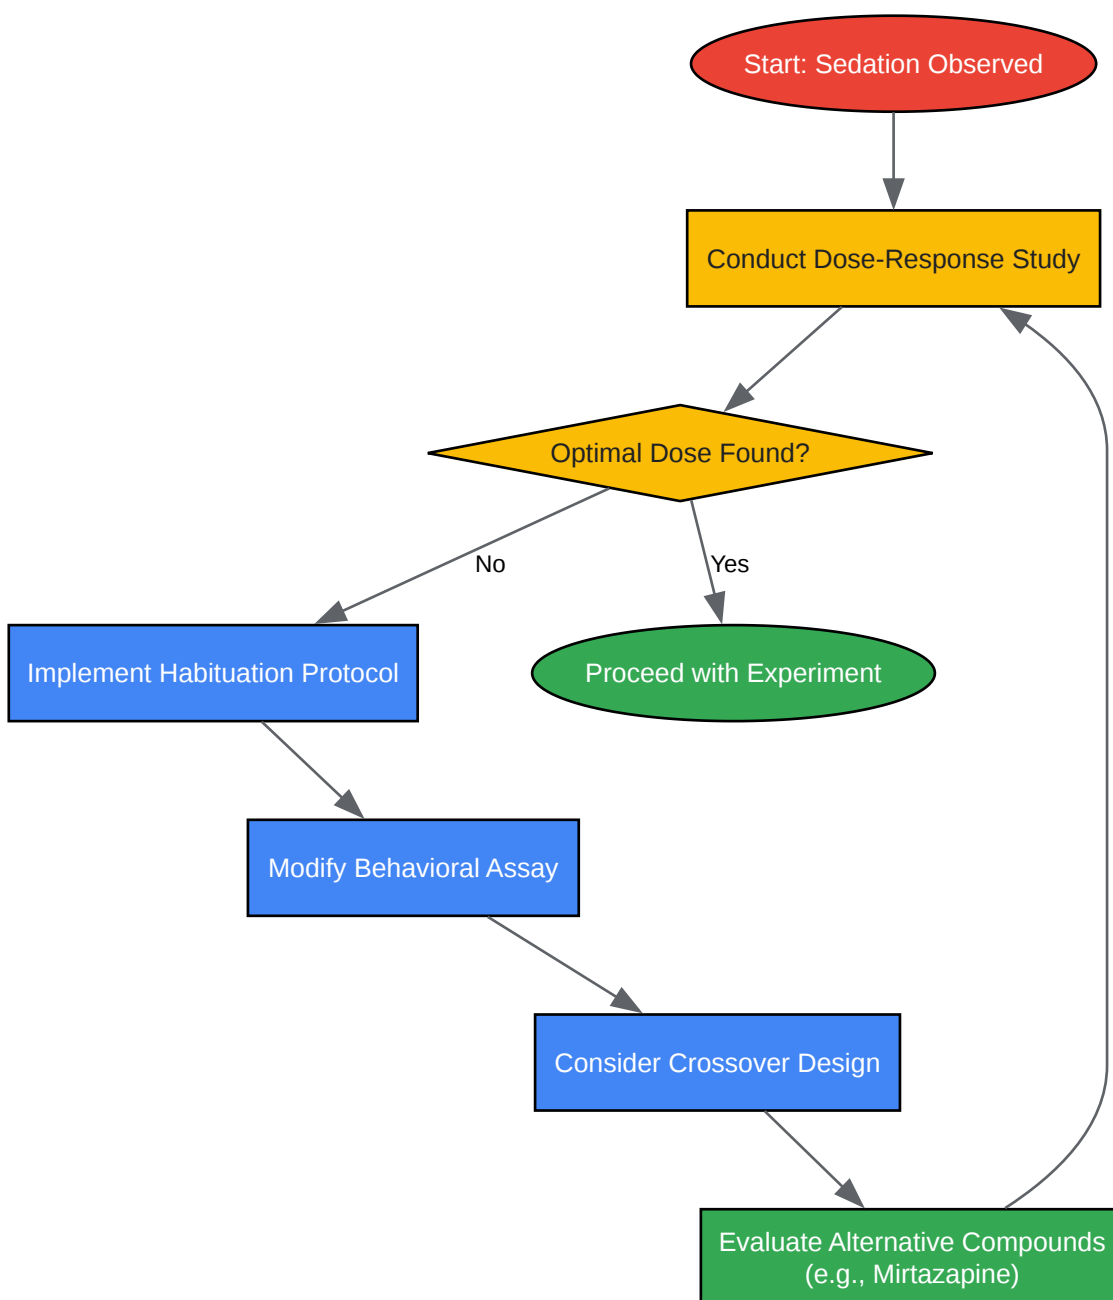 Start: Sedation Observed
Conduct Dose-Response Study
Optimal Dose Found?
No
Yes
Implement Habituation Protocol
Proceed with Experiment
Modify Behavioral Assay
Consider Crossover Design
Evaluate Alternative Compounds
(e.g., Mirtazapine)